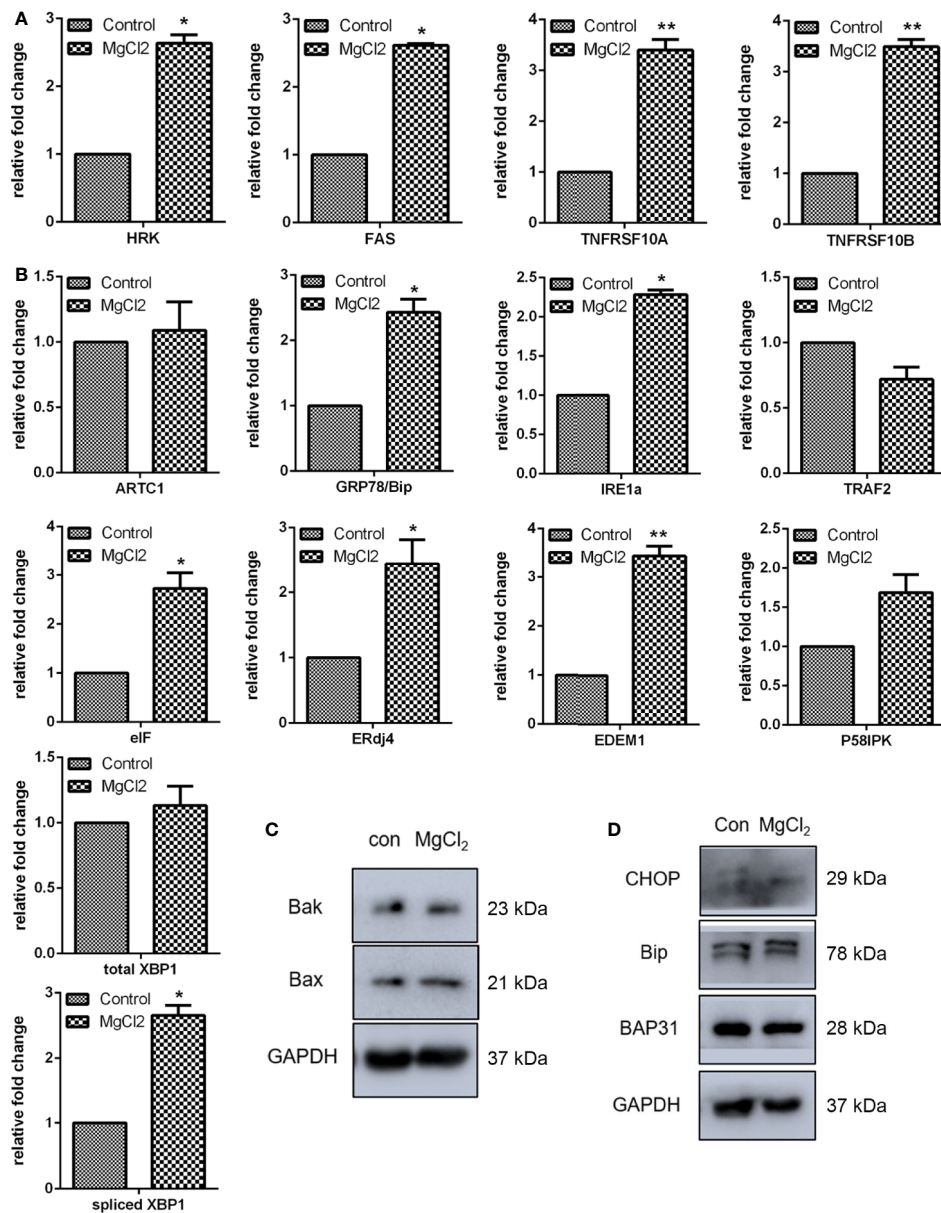 A
relative fold change
3
2
1
0
Control
MgCl2
*
HRK
relative fold change
3
2
1
0
Control
MgCl2
*
FAS
relative fold change
4
3
2
1
0
Control
MgCl2
**
TNFRSF10A
relative fold change
4
3
2
1
0
Control
MgCl2
**
TNFRSF10B
B
relative fold change
1.5
1.0
0.5
0.0
Control
MgCl2
ARTC1
relative fold change
3
2
1
0
Control
MgCl2
*
GRP78/Bip
relative fold change
2.5
2.0
1.5
1.0
0.5
0.0
Control
MgCl2
*
IRE1a
relative fold change
1.5
1.0
0.5
0.0
Control
MgCl2
TRAF2
relative fold change
4
3
2
1
0
Control
MgCl2
*
eIF
relative fold change
3
2
1
0
Control
MgCl2
*
ERdj4
relative fold change
4
3
2
1
0
Control
MgCl2
**
EDEM1
relative fold change
2.5
2.0
1.5
1.0
0.5
0.0
Control
MgCl2
P58IPK
relative fold change
1.5
1.0
0.5
0.0
Control
MgCl2
total XBP1
relative fold change
3
2
1
0
Control
MgCl2
*
spliced XBP1
C
con MgCl₂
Bak 23 kDa
Bax 21 kDa
GAPDH 37 kDa
D
Con MgCl₂
CHOP 29 kDa
Bip 78 kDa
BAP31 28 kDa
GAPDH 37 kDa